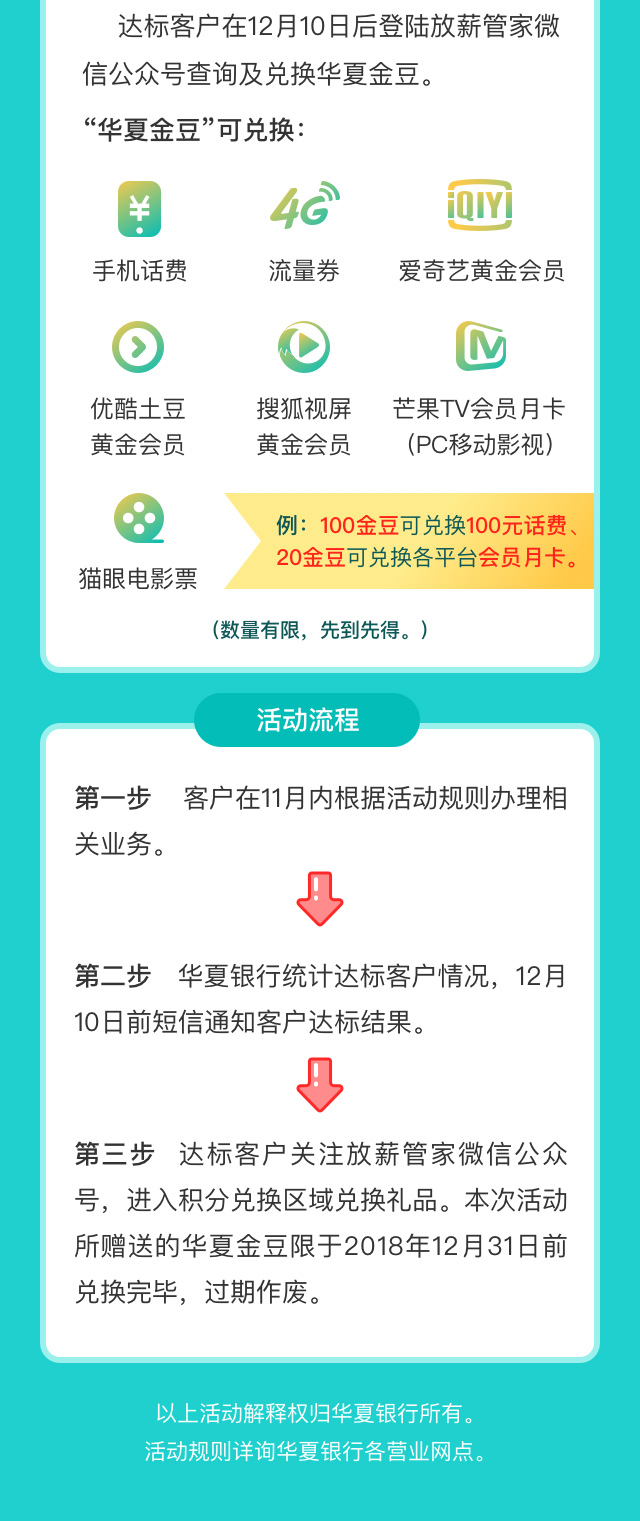 达标客户在12月10日后登陆放薪管家微
信公众号查询及兑换华夏金豆。
“华夏金豆”可兑换：
¥
4G
iQIYI
手机话费
流量券
爱奇艺黄金会员
优酷土豆
黄金会员
搜狐视屏
黄金会员
芒果TV会员月卡
（PC移动影视）
猫眼电影票
例：100金豆可兑换100元话费、
20金豆可兑换各平台会员月卡。
（数量有限，先到先得。）
活动流程
第一步 客户在11月内根据活动规则办理相
关业务。
第二步 华夏银行统计达标客户情况，12月
10日前短信通知客户达标结果。
第三步 达标客户关注放薪管家微信公众
号，进入积分兑换区域兑换礼品。本次活动
所赠送的华夏金豆限于2018年12月31日前
兑换完毕，过期作废。
以上活动解释权归华夏银行所有。
活动规则详询华夏银行各营业网点。